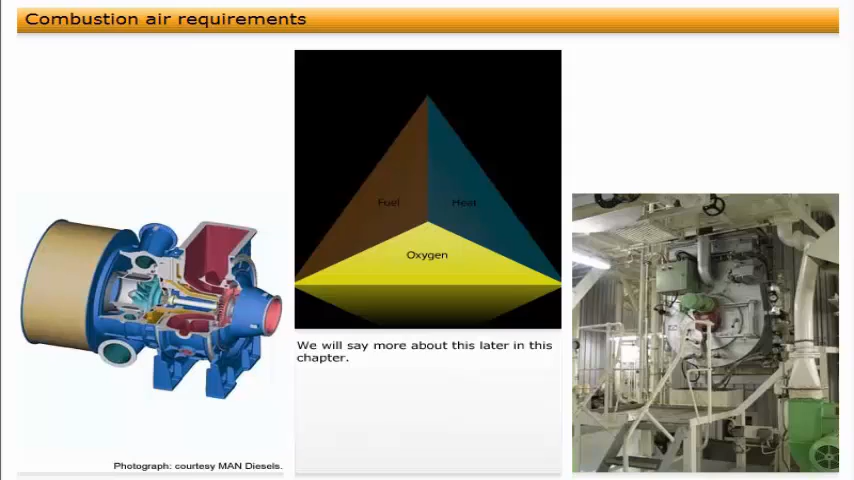 Combustion air requirements
Fuel
Heat
Oxygen
We will say more about this later in this
chapter.
Photograph: courtesy MAN Diesels.